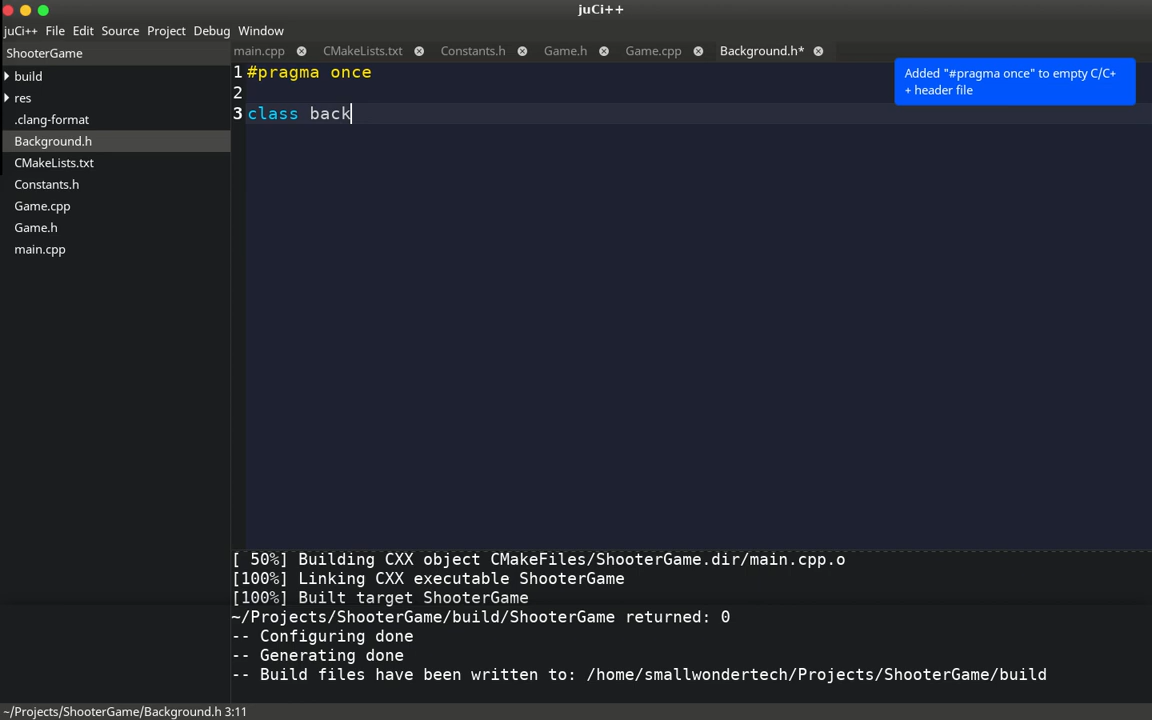 juCi++
juCi++ File Edit Source Project Debug Window
ShooterGame
build
res
.clang-format
Background.h
CMakeLists.txt
Constants.h
Game.cpp
Game.h
main.cpp
main.cpp CMakeLists.txt Constants.h Game.h Game.cpp Background.h*
1 #pragma once
2
3 class back
Added "#pragma once" to empty C/C+
+ header file
[ 50%] Building CXX object CMakeFiles/ShooterGame.dir/main.cpp.o
[100%] Linking CXX executable ShooterGame
[100%] Built target ShooterGame
~/Projects/ShooterGame/build/ShooterGame returned: 0
-- Configuring done
-- Generating done
-- Build files have been written to: /home/smallwondertech/Projects/ShooterGame/build
~/Projects/ShooterGame/Background.h 3:11